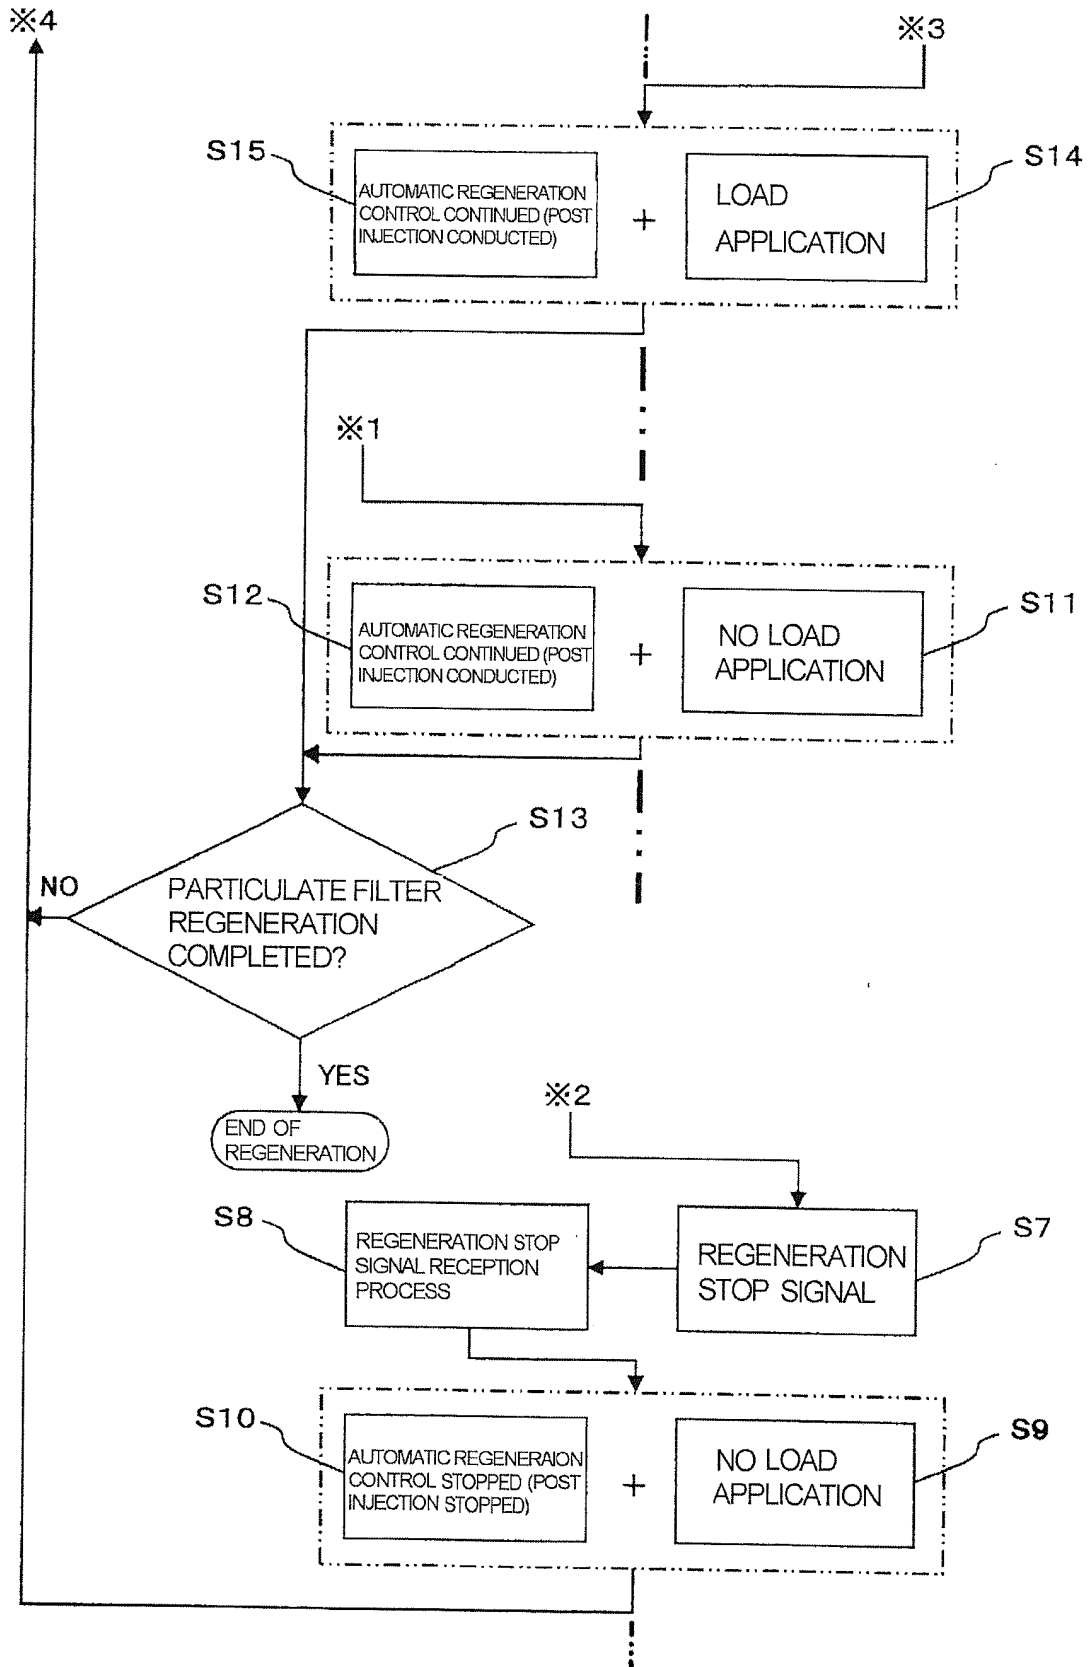 ※4
※3
S15
S14
AUTOMATIC REGENERATION
CONTROL CONTINUED (POST
INJECTION CONDUCTED)
+
LOAD
APPLICATION
※1
S12
S11
AUTOMATIC REGENERATION
CONTROL CONTINUED (POST
INJECTION CONDUCTED)
+
NO LOAD
APPLICATION
S13
NO
PARTICULATE FILTER
REGENERATION
COMPLETED?
YES
END OF
REGENERATION
※2
S8
S7
REGENERATION STOP
SIGNAL RECEPTION
PROCESS
REGENERATION
STOP SIGNAL
S10
S9
AUTOMATIC REGENERAION
CONTROL STOPPED (POST
INJECTION STOPPED)
+
NO LOAD
APPLICATION